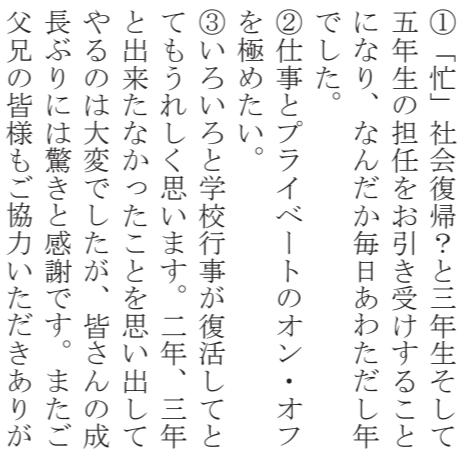 ①「忙」社会復帰？と三年生そして
五年生の担任をお引き受けすること
になり、なんだか毎日あわただし年
でした。
②仕事とプライベートのオン・オフ
を極めたい。
③いろいろと学校行事が復活してと
てもうれしく思います。二年、三年
と出来たなかったことを思い出して
やるのは大変でしたが、皆さんの成
長ぶりには驚きと感謝です。またご
父兄の皆様もご協力いただきありが